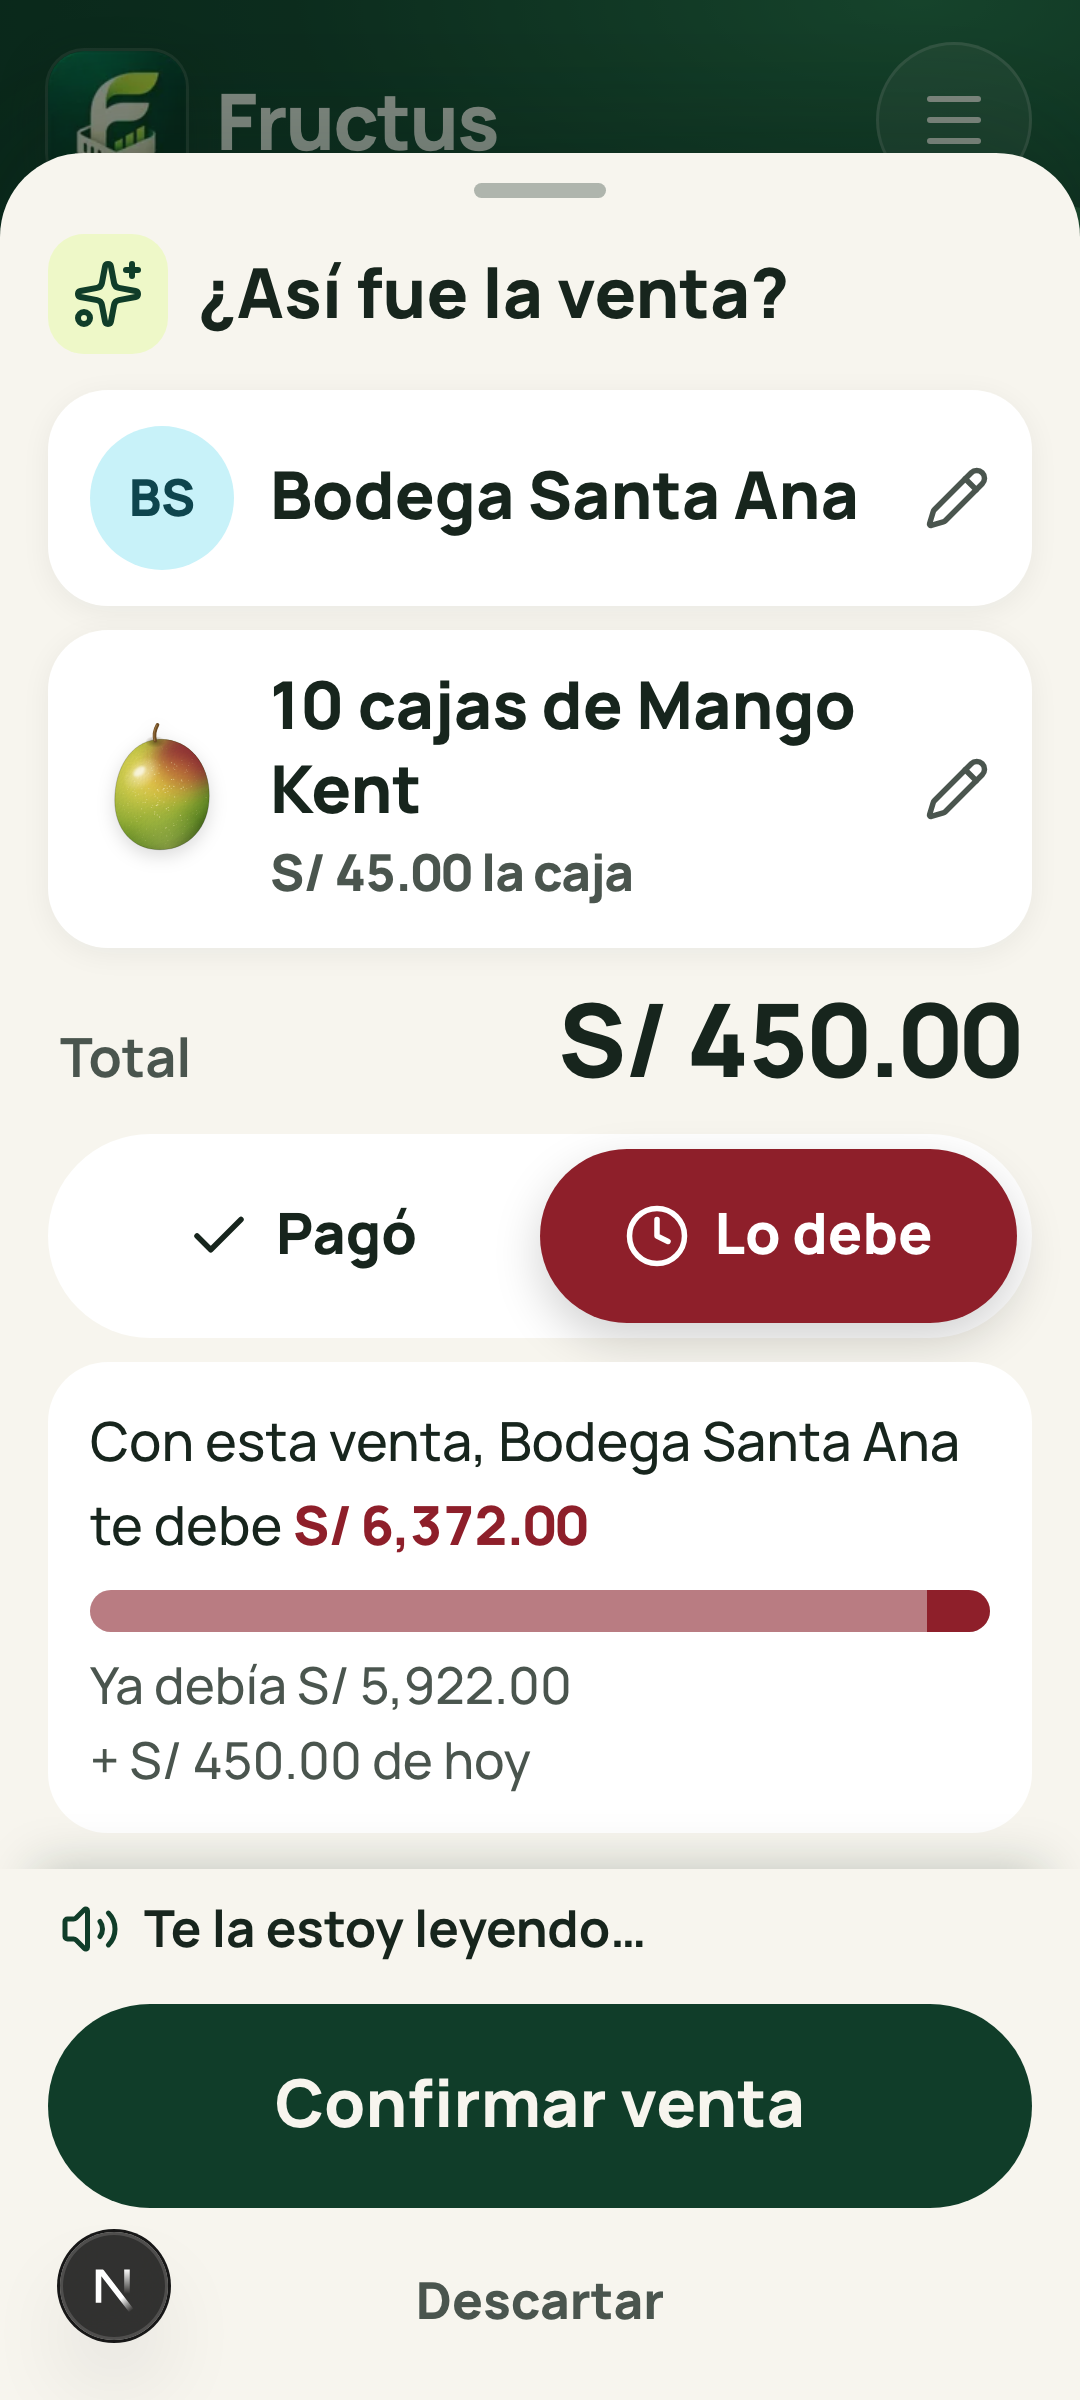 Fructus
¿Así fue la venta?
BS
Bodega Santa Ana
10 cajas de Mango
Kent
S/ 45.00 la caja
Total
S/ 450.00
Pagó
Lo debe
Con esta venta, Bodega Santa Ana
te debe S/ 6,372.00
Ya debía S/ 5,922.00
+ S/ 450.00 de hoy
Te la estoy leyendo...
Confirmar venta
N
Descartar